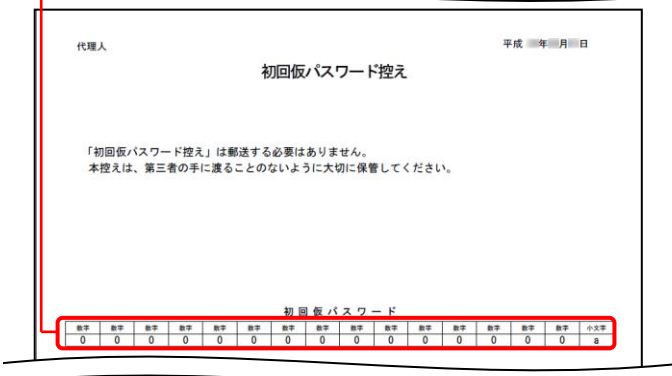 代理人
平成 年 月 日
初回仮パスワード控え
「初回仮パスワード控え」は郵送する必要はありません。
本控えは、第三者の手に渡ることのないように大切に保管してください。
初回仮パスワード
数字 数字 数字 数字 数字 数字 数字 数字 数字 数字 数字 数字 数字 数字 数字 小文字
0 0 0 0 0 0 0 0 0 0 0 0 0 0 0 a